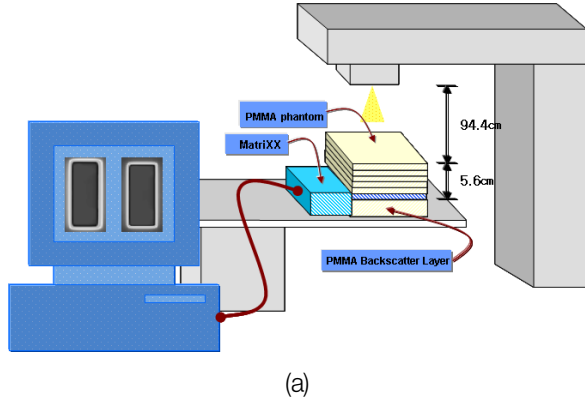 PMMA phantom
MatriXX
94.4cm
5.6cm
PMMA Backscatter Layer
(a)